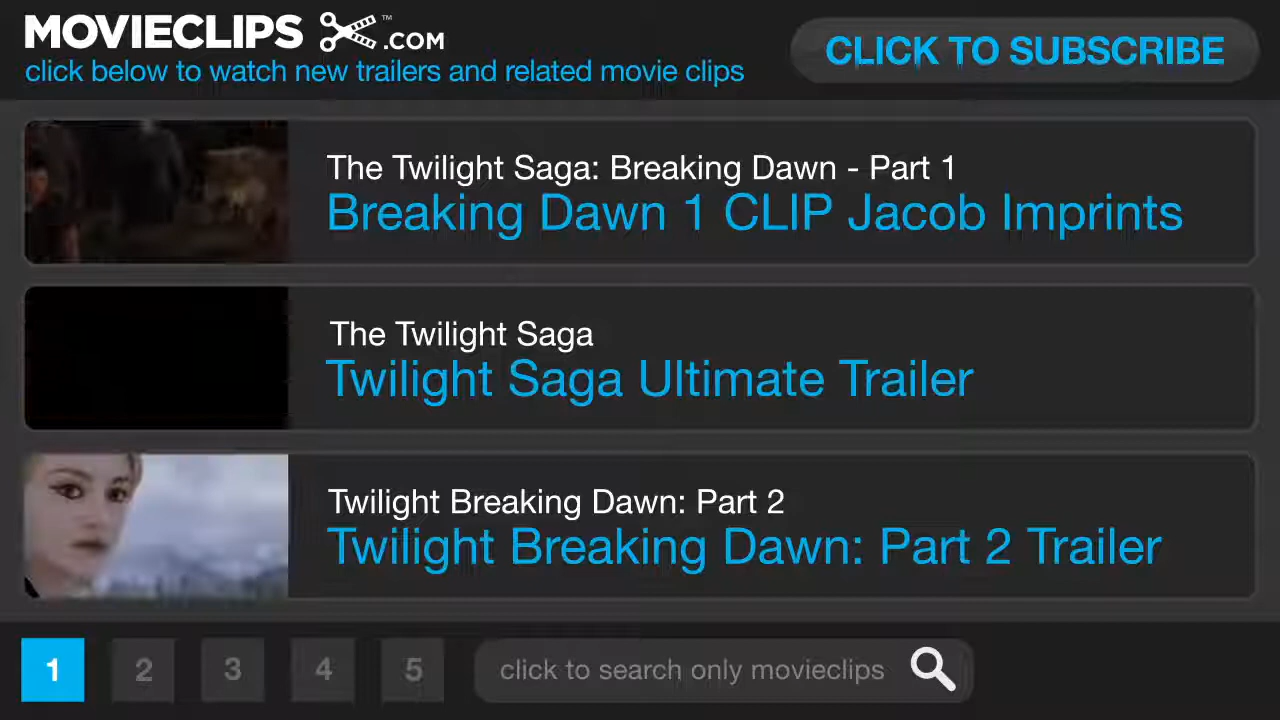 MOVIECLIPS ™ .COM
CLICK TO SUBSCRIBE
click below to watch new trailers and related movie clips
The Twilight Saga: Breaking Dawn - Part 1
Breaking Dawn 1 CLIP Jacob Imprints
The Twilight Saga
Twilight Saga Ultimate Trailer
Twilight Breaking Dawn: Part 2
Twilight Breaking Dawn: Part 2 Trailer
1 2 3 4 5 click to search only movieclips